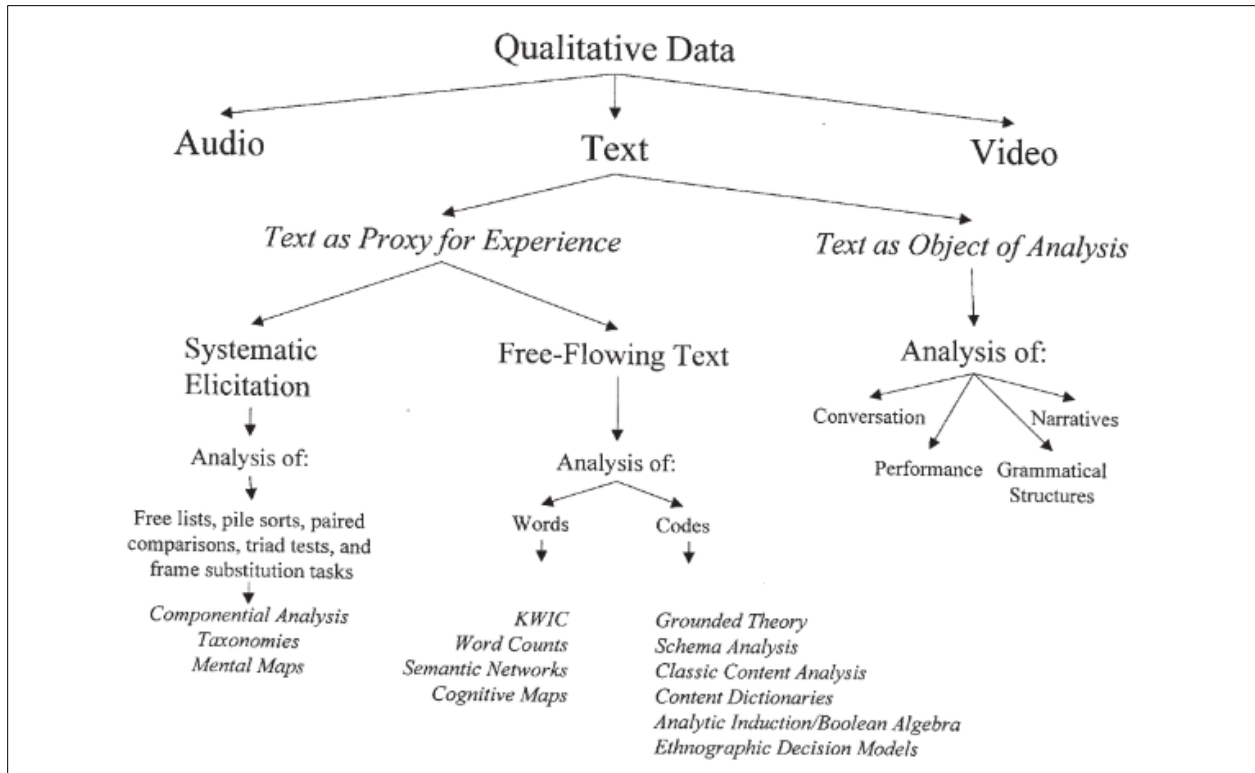 Qualitative Data
Audio
Text
Video
Text as Proxy for Experience
Text as Object of Analysis
Systematic
Elicitation
Free-Flowing Text
Analysis of:
Conversation
Narratives
Performance
Grammatical
Structures
Analysis of:
Analysis of:
Free lists, pile sorts, paired
comparisons, triad tests, and
frame substitution tasks
Words
Codes
Componential Analysis
Taxonomies
Mental Maps
KWIC
Word Counts
Semantic Networks
Cognitive Maps
Grounded Theory
Schema Analysis
Classic Content Analysis
Content Dictionaries
Analytic Induction/Boolean Algebra
Ethnographic Decision Models